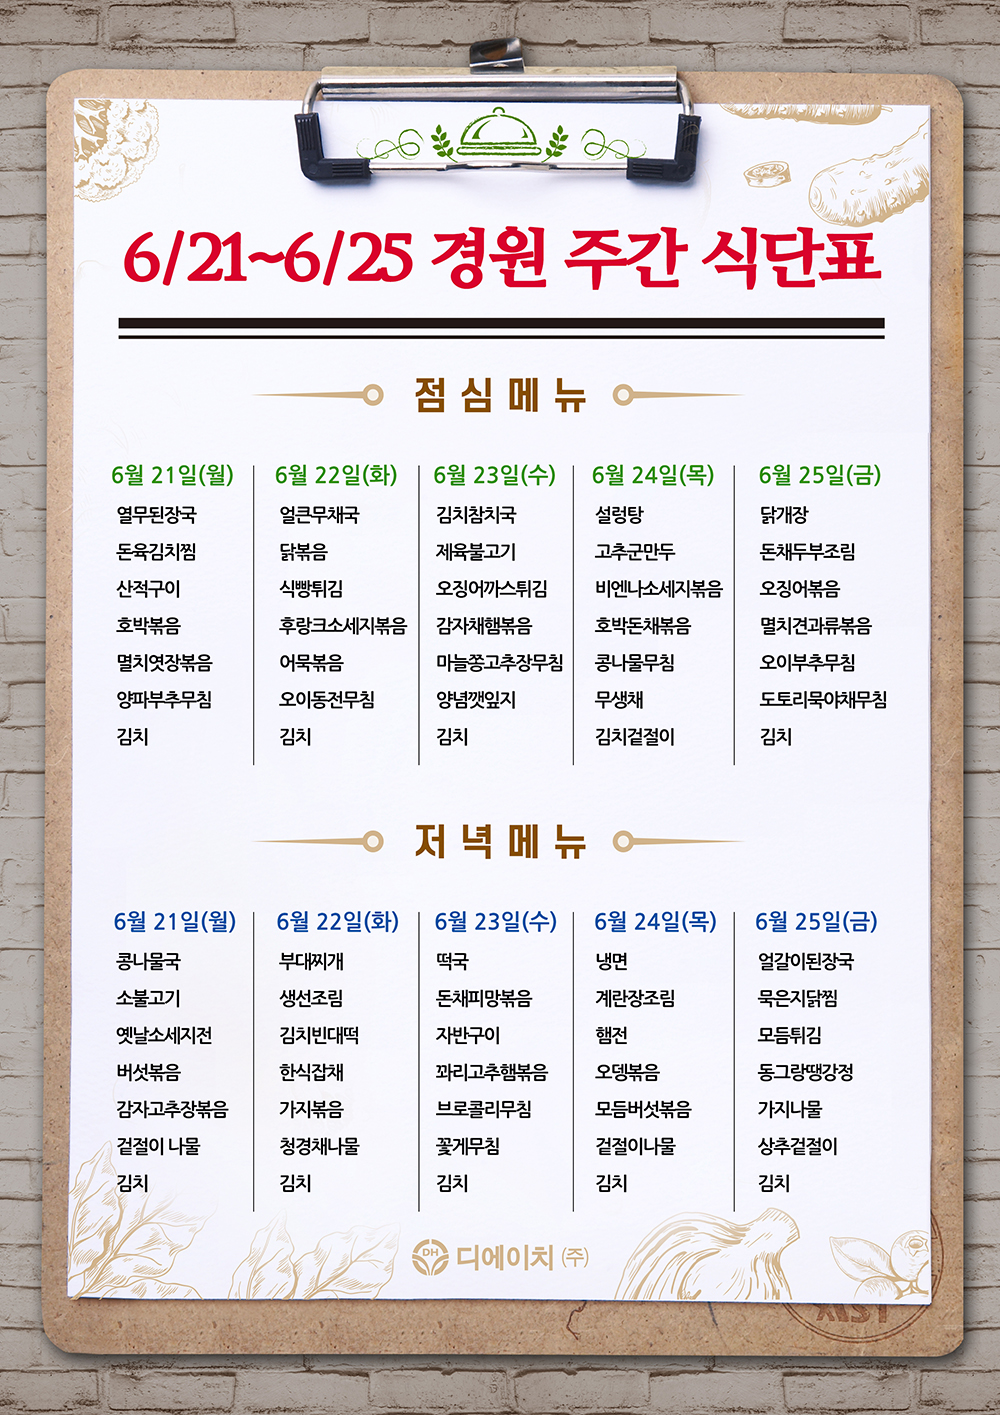 6/21~6/25 경원 주간 식단표
점심메뉴
6월 21일(월)
열무된장국
돈육김치찜
산적구이
호박볶음
멸치엿장볶음
양파부추무침
김치
6월 22일(화)
얼큰무채국
닭볶음
식빵튀김
후랑크소세지볶음
어묵볶음
오이동전무침
김치
6월 23일(수)
김치참치국
제육불고기
오징어까스튀김
감자채햄볶음
마늘쫑고추장무침
양념깻잎지
김치
6월 24일(목)
설렁탕
고추군만두
비엔나소세지볶음
호박돈채볶음
콩나물무침
무생채
김치겉절이
6월 25일(금)
닭개장
돈채두부조림
오징어볶음
멸치견과류볶음
오이부추무침
도토리묵야채무침
김치
저녁메뉴
6월 21일(월)
콩나물국
소불고기
옛날소세지전
버섯볶음
감자고추장볶음
겉절이 나물
김치
6월 22일(화)
부대찌개
생선조림
김치빈대떡
한식잡채
가지볶음
청경채나물
김치
6월 23일(수)
떡국
돈채피망볶음
자반구이
꽈리고추햄볶음
브로콜리무침
꽃게무침
김치
6월 24일(목)
냉면
계란장조림
햄전
오뎅볶음
모듬버섯볶음
겉절이나물
김치
6월 25일(금)
얼갈이된장국
묵은지닭찜
모듬튀김
동그랑땡강정
가지나물
상추겉절이
김치
DH 디에이치 (주)